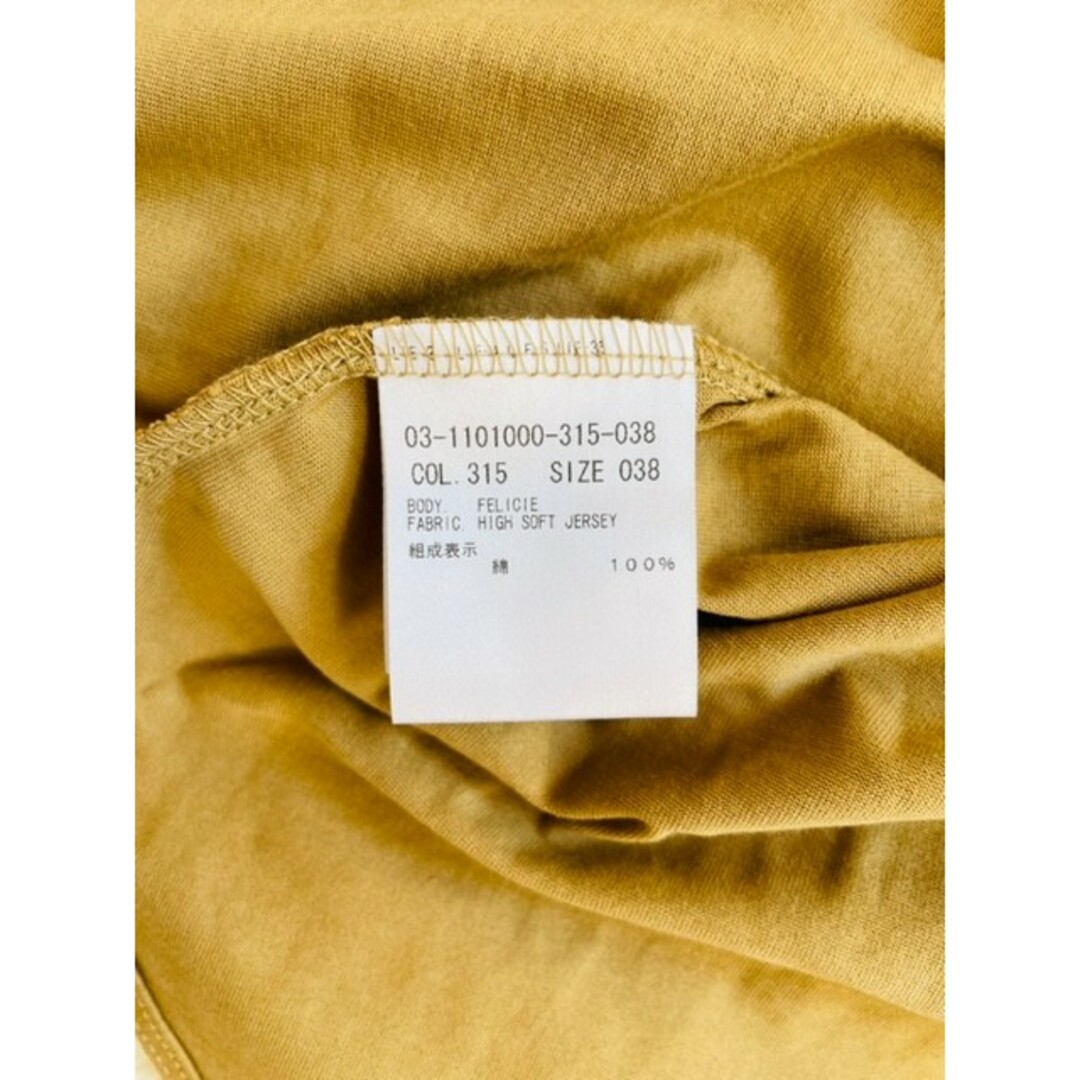 03-1101000-315-038
COL.315 SIZE 038
BODY. FELICIE
FABRIC. HIGH SOFT JERSEY
組成表示
綿 100%